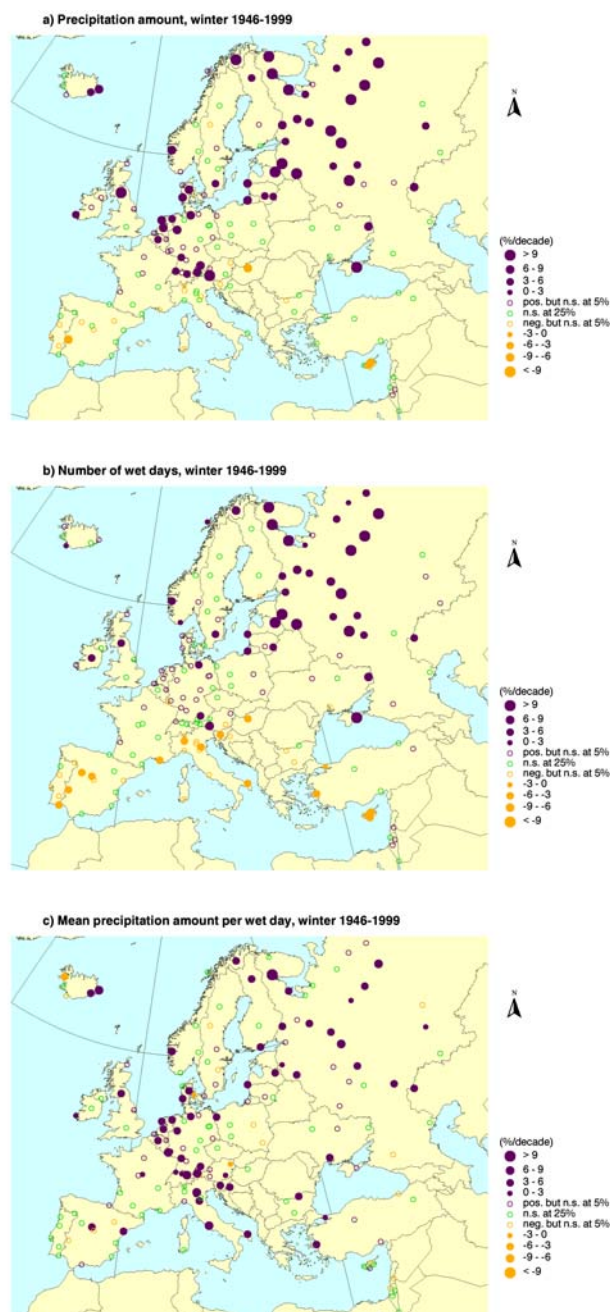 a) Precipitation amount, winter 1946-1999
N
(%/decade)
> 9
6 - 9
3 - 6
0 - 3
pos. but n.s. at 5%
n.s. at 25%
neg. but n.s. at 5%
-3 - 0
-6 - -3
-9 - -6
< -9
b) Number of wet days, winter 1946-1999
N
(%/decade)
> 9
6 - 9
3 - 6
0 - 3
pos. but n.s. at 5%
n.s. at 25%
neg. but n.s. at 5%
-3 - 0
-6 - -3
-9 - -6
< -9
c) Mean precipitation amount per wet day, winter 1946-1999
N
(%/decade)
> 9
6 - 9
3 - 6
0 - 3
pos. but n.s. at 5%
n.s. at 25%
neg. but n.s. at 5%
-3 - 0
-6 - -3
-9 - -6
< -9